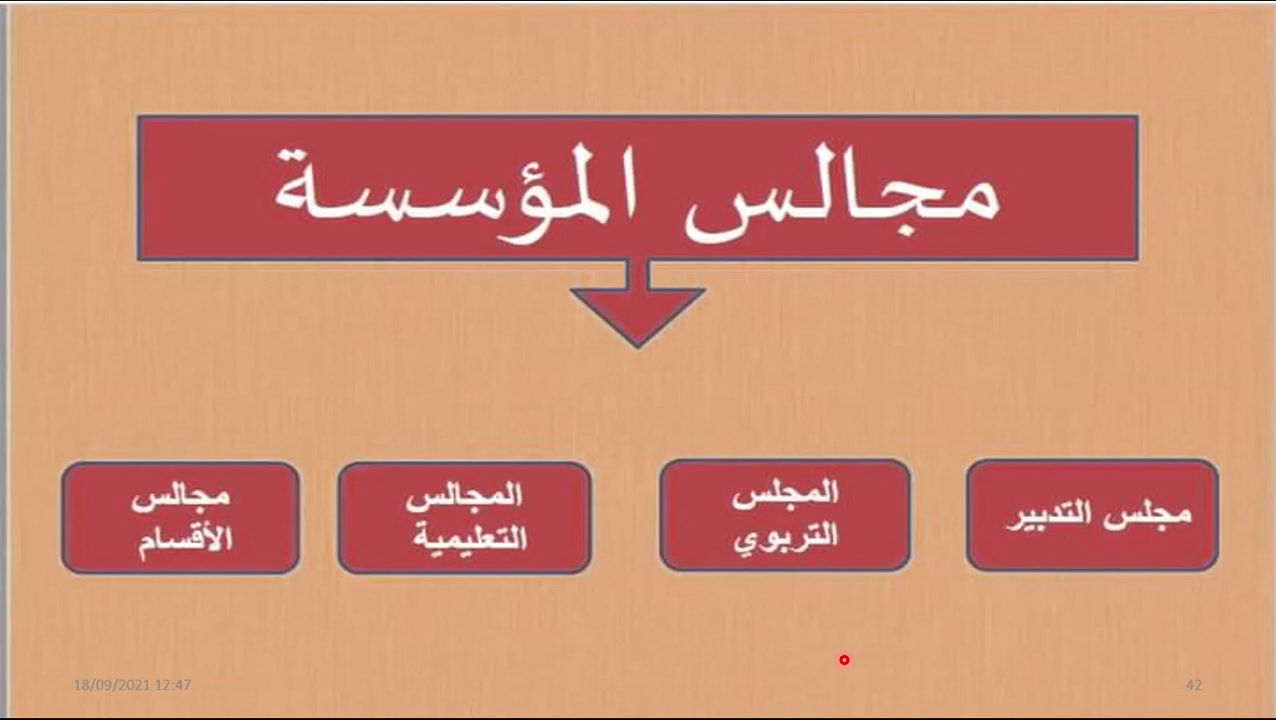 مجالس المؤسسة
مجلس التدبير
المجلس
التربوي
المجالس
التعليمية
مجالس
الأقسام
18/09/2021 12:47
42